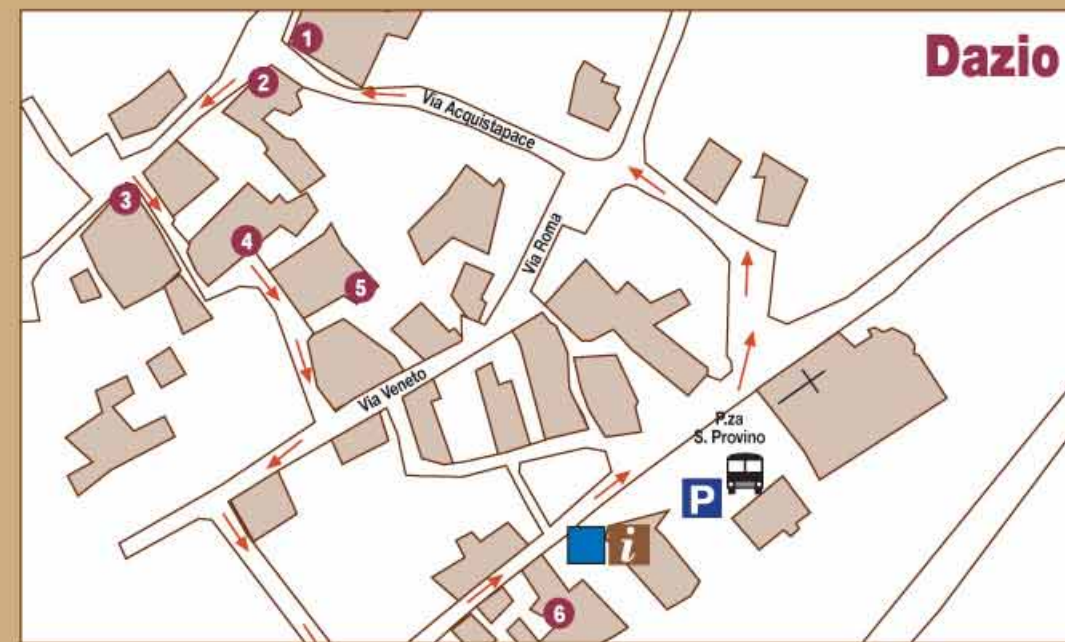 Dazio
1
2
Via Acquistapace
3
4
5
Via Roma
Via Veneto
P.za
S. Provino
P
i
6